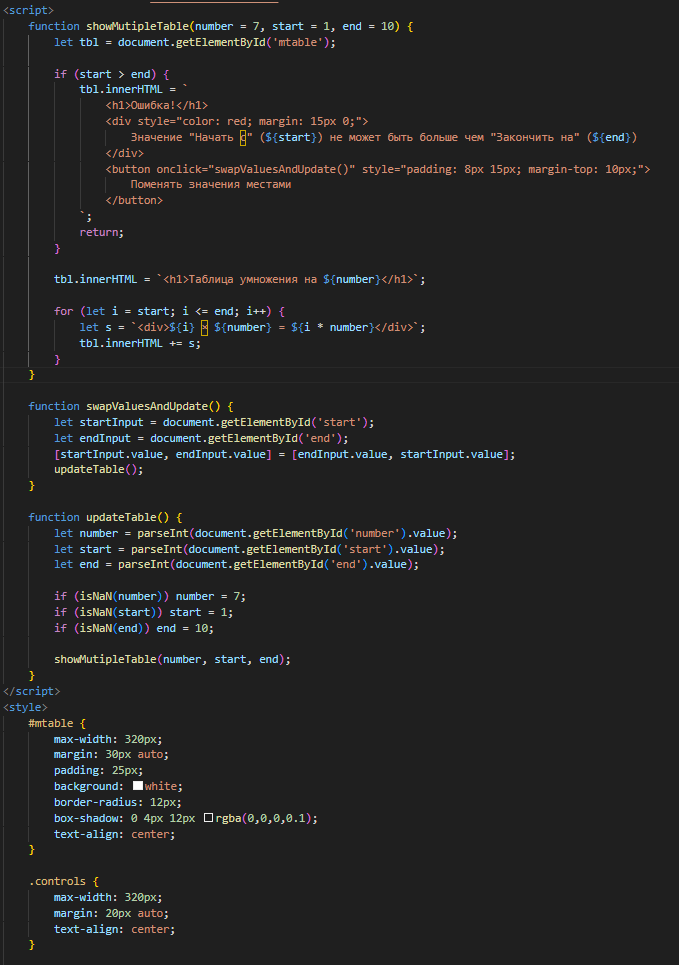 <script>
function showMutipleTable(number = 7, start = 1, end = 10) {
let tbl = document.getElementById('mtable');
if (start > end) {
tbl.innerHTML = `
<h1>Ошибка!</h1>
<div style="color: red; margin: 15px 0;">
Значение "Начать с" (${start}) не может быть больше чем "Закончить на" (${end})
</div>
<button onclick="swapValuesAndUpdate()" style="padding: 8px 15px; margin-top: 10px;">
Поменять значения местами
</button>
`;
return;
}
tbl.innerHTML = `<h1>Таблица умножения на ${number}</h1>`;
for (let i = start; i <= end; i++) {
let s = `<div>${i} × ${number} = ${i * number}</div>`;
tbl.innerHTML += s;
}
}
function swapValuesAndUpdate() {
let startInput = document.getElementById('start');
let endInput = document.getElementById('end');
[startInput.value, endInput.value] = [endInput.value, startInput.value];
updateTable();
}
function updateTable() {
let number = parseInt(document.getElementById('number').value);
let start = parseInt(document.getElementById('start').value);
let end = parseInt(document.getElementById('end').value);
if (isNaN(number)) number = 7;
if (isNaN(start)) start = 1;
if (isNaN(end)) end = 10;
showMutipleTable(number, start, end);
}
</script>
<style>
#mtable {
max-width: 320px;
margin: 30px auto;
padding: 25px;
background: white;
border-radius: 12px;
box-shadow: 0 4px 12px rgba(0,0,0,0.1);
text-align: center;
}
.controls {
max-width: 320px;
margin: 20px auto;
text-align: center;
}